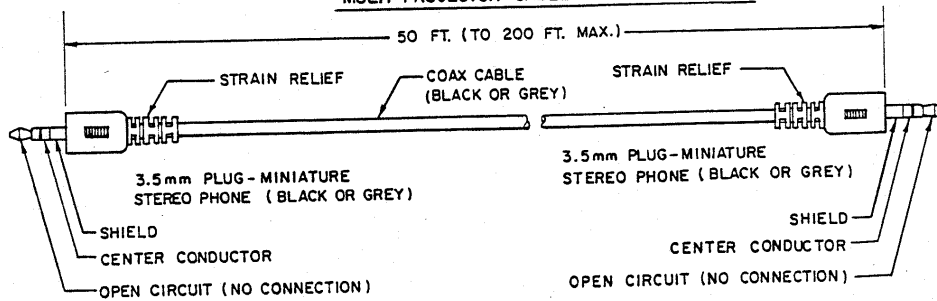 50 FT. (TO 200 FT. MAX.)
STRAIN RELIEF
COAX CABLE
(BLACK OR GREY)
STRAIN RELIEF
3.5mm PLUG-MINIATURE
STEREO PHONE (BLACK OR GREY)
3.5mm PLUG-MINIATURE
STEREO PHONE (BLACK OR GREY)
SHIELD
CENTER CONDUCTOR
OPEN CIRCUIT (NO CONNECTION)
SHIELD
CENTER CONDUCTOR
OPEN CIRCUIT (NO CONNECTION)